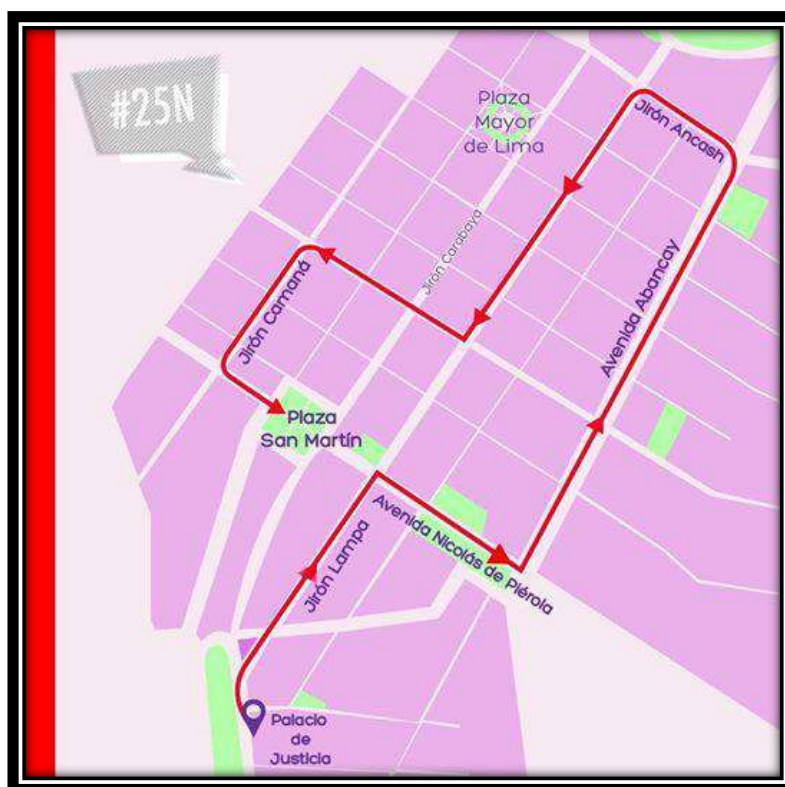 #25N
Plaza
Mayor
de Lima
Jirón Ancash
Jirón Carabaya
Avenida Abancay
Jirón Camaná
Plaza
San Martín
Avenida Nicolás de Piérola
Jirón Lampa
Palacio
de
Justicia